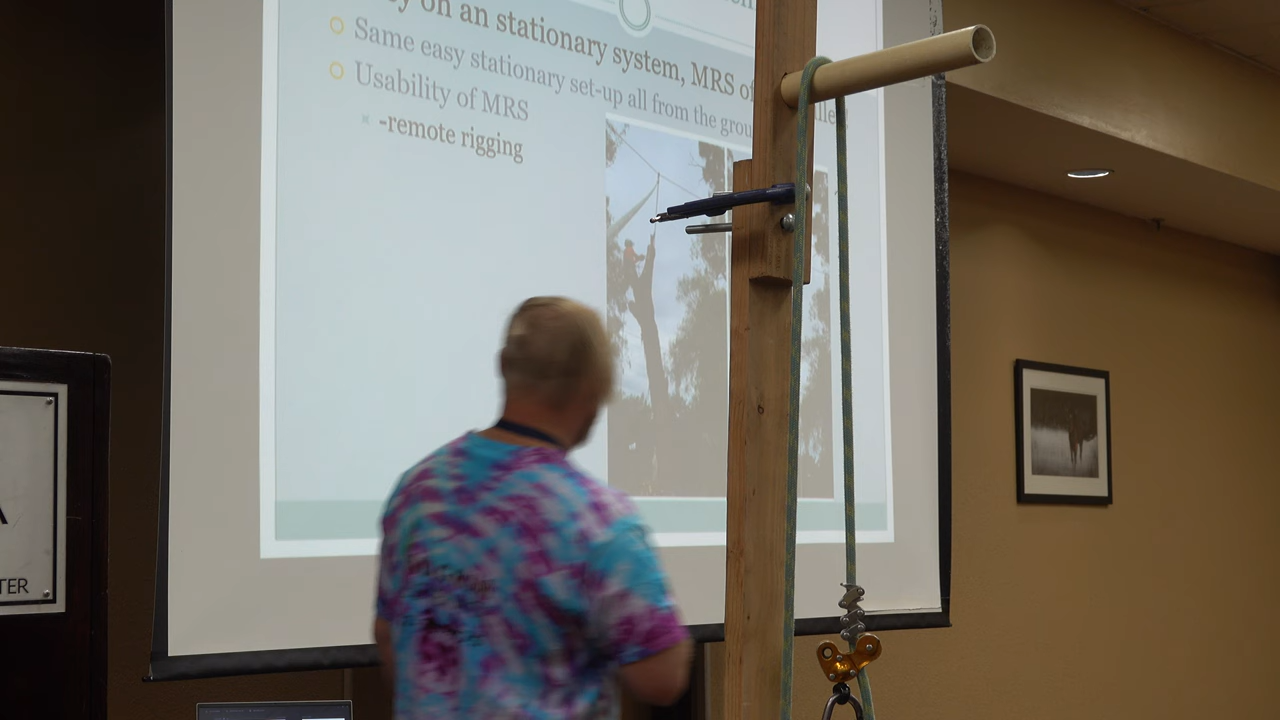 y on an stationary system, MRS of
Same easy stationary set-up all from the grou
Usability of MRS
-remote rigging
A
TER